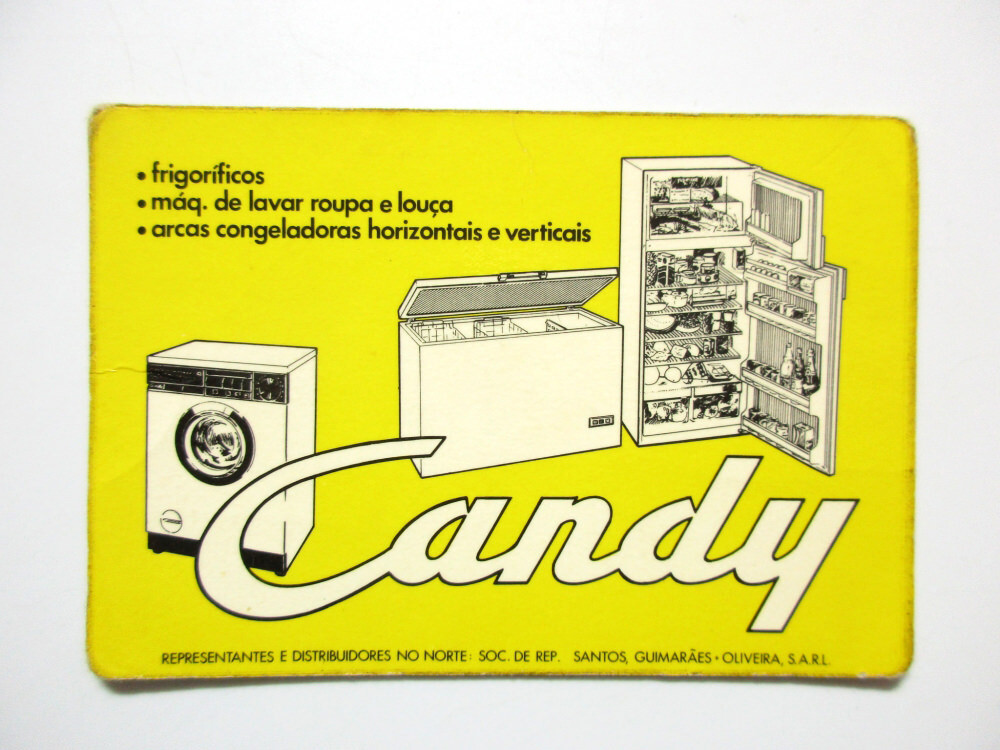 • frigoríficos
• máq. de lavar roupa e louça
• arcas congeladoras horizontais e verticais
Candy
REPRESENTANTES E DISTRIBUIDORES NO NORTE: SOC. DE REP. SANTOS, GUIMARÃES • OLIVEIRA, S.A.R.L.